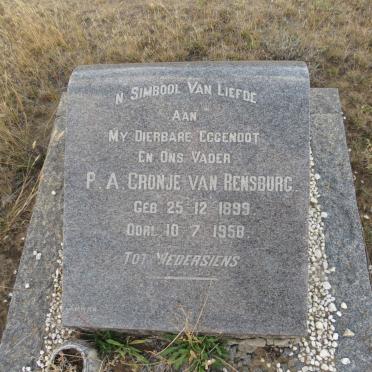 'N SIMBOOL VAN LIEFDE
AAN
MY DIERBARE EGGENOOT
EN ONS VADER
P. A. CRONJE VAN RENSBURG
GEB. 25-12-1899.
OORL. 10-7-1958.
TOT WEDERSIENS